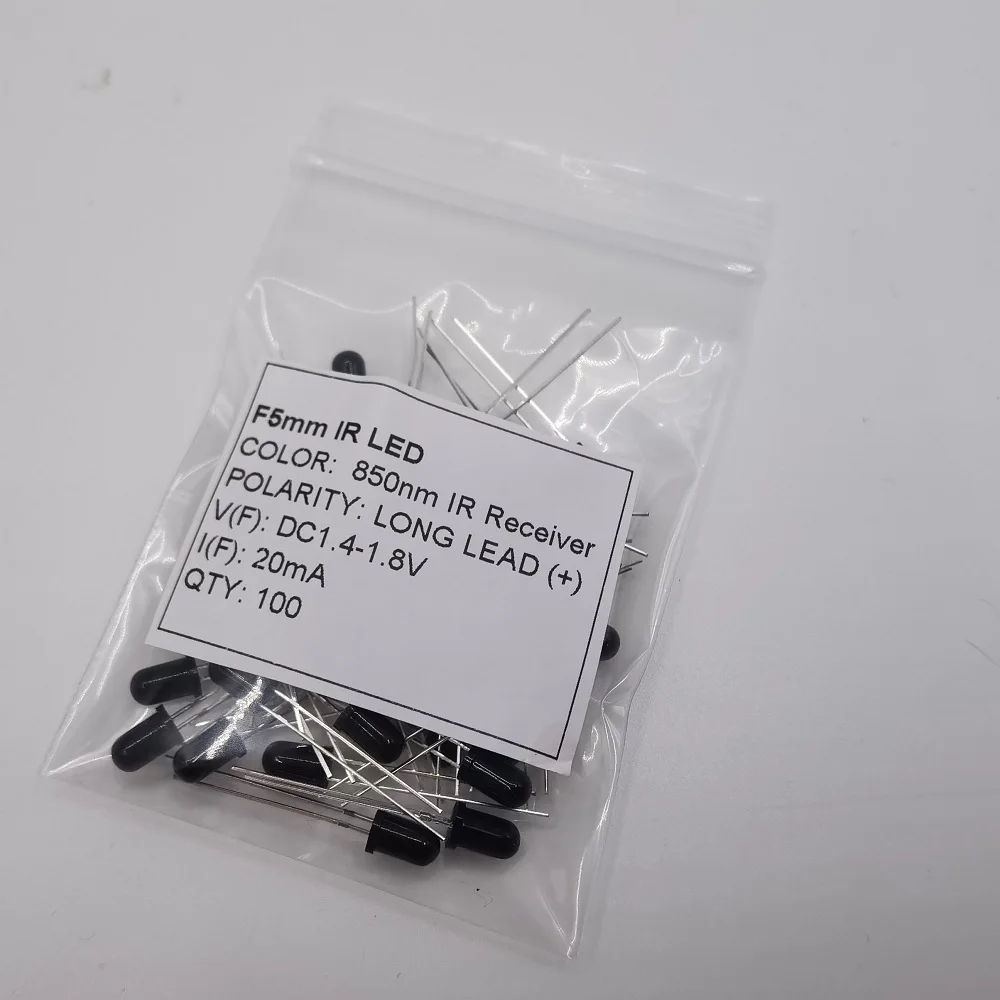 F5mm IR LED
COLOR: 850nm IR Receiver
POLARITY: LONG LEAD (+)
V(F): DC1.4-1.8V
I(F): 20mA
QTY: 100